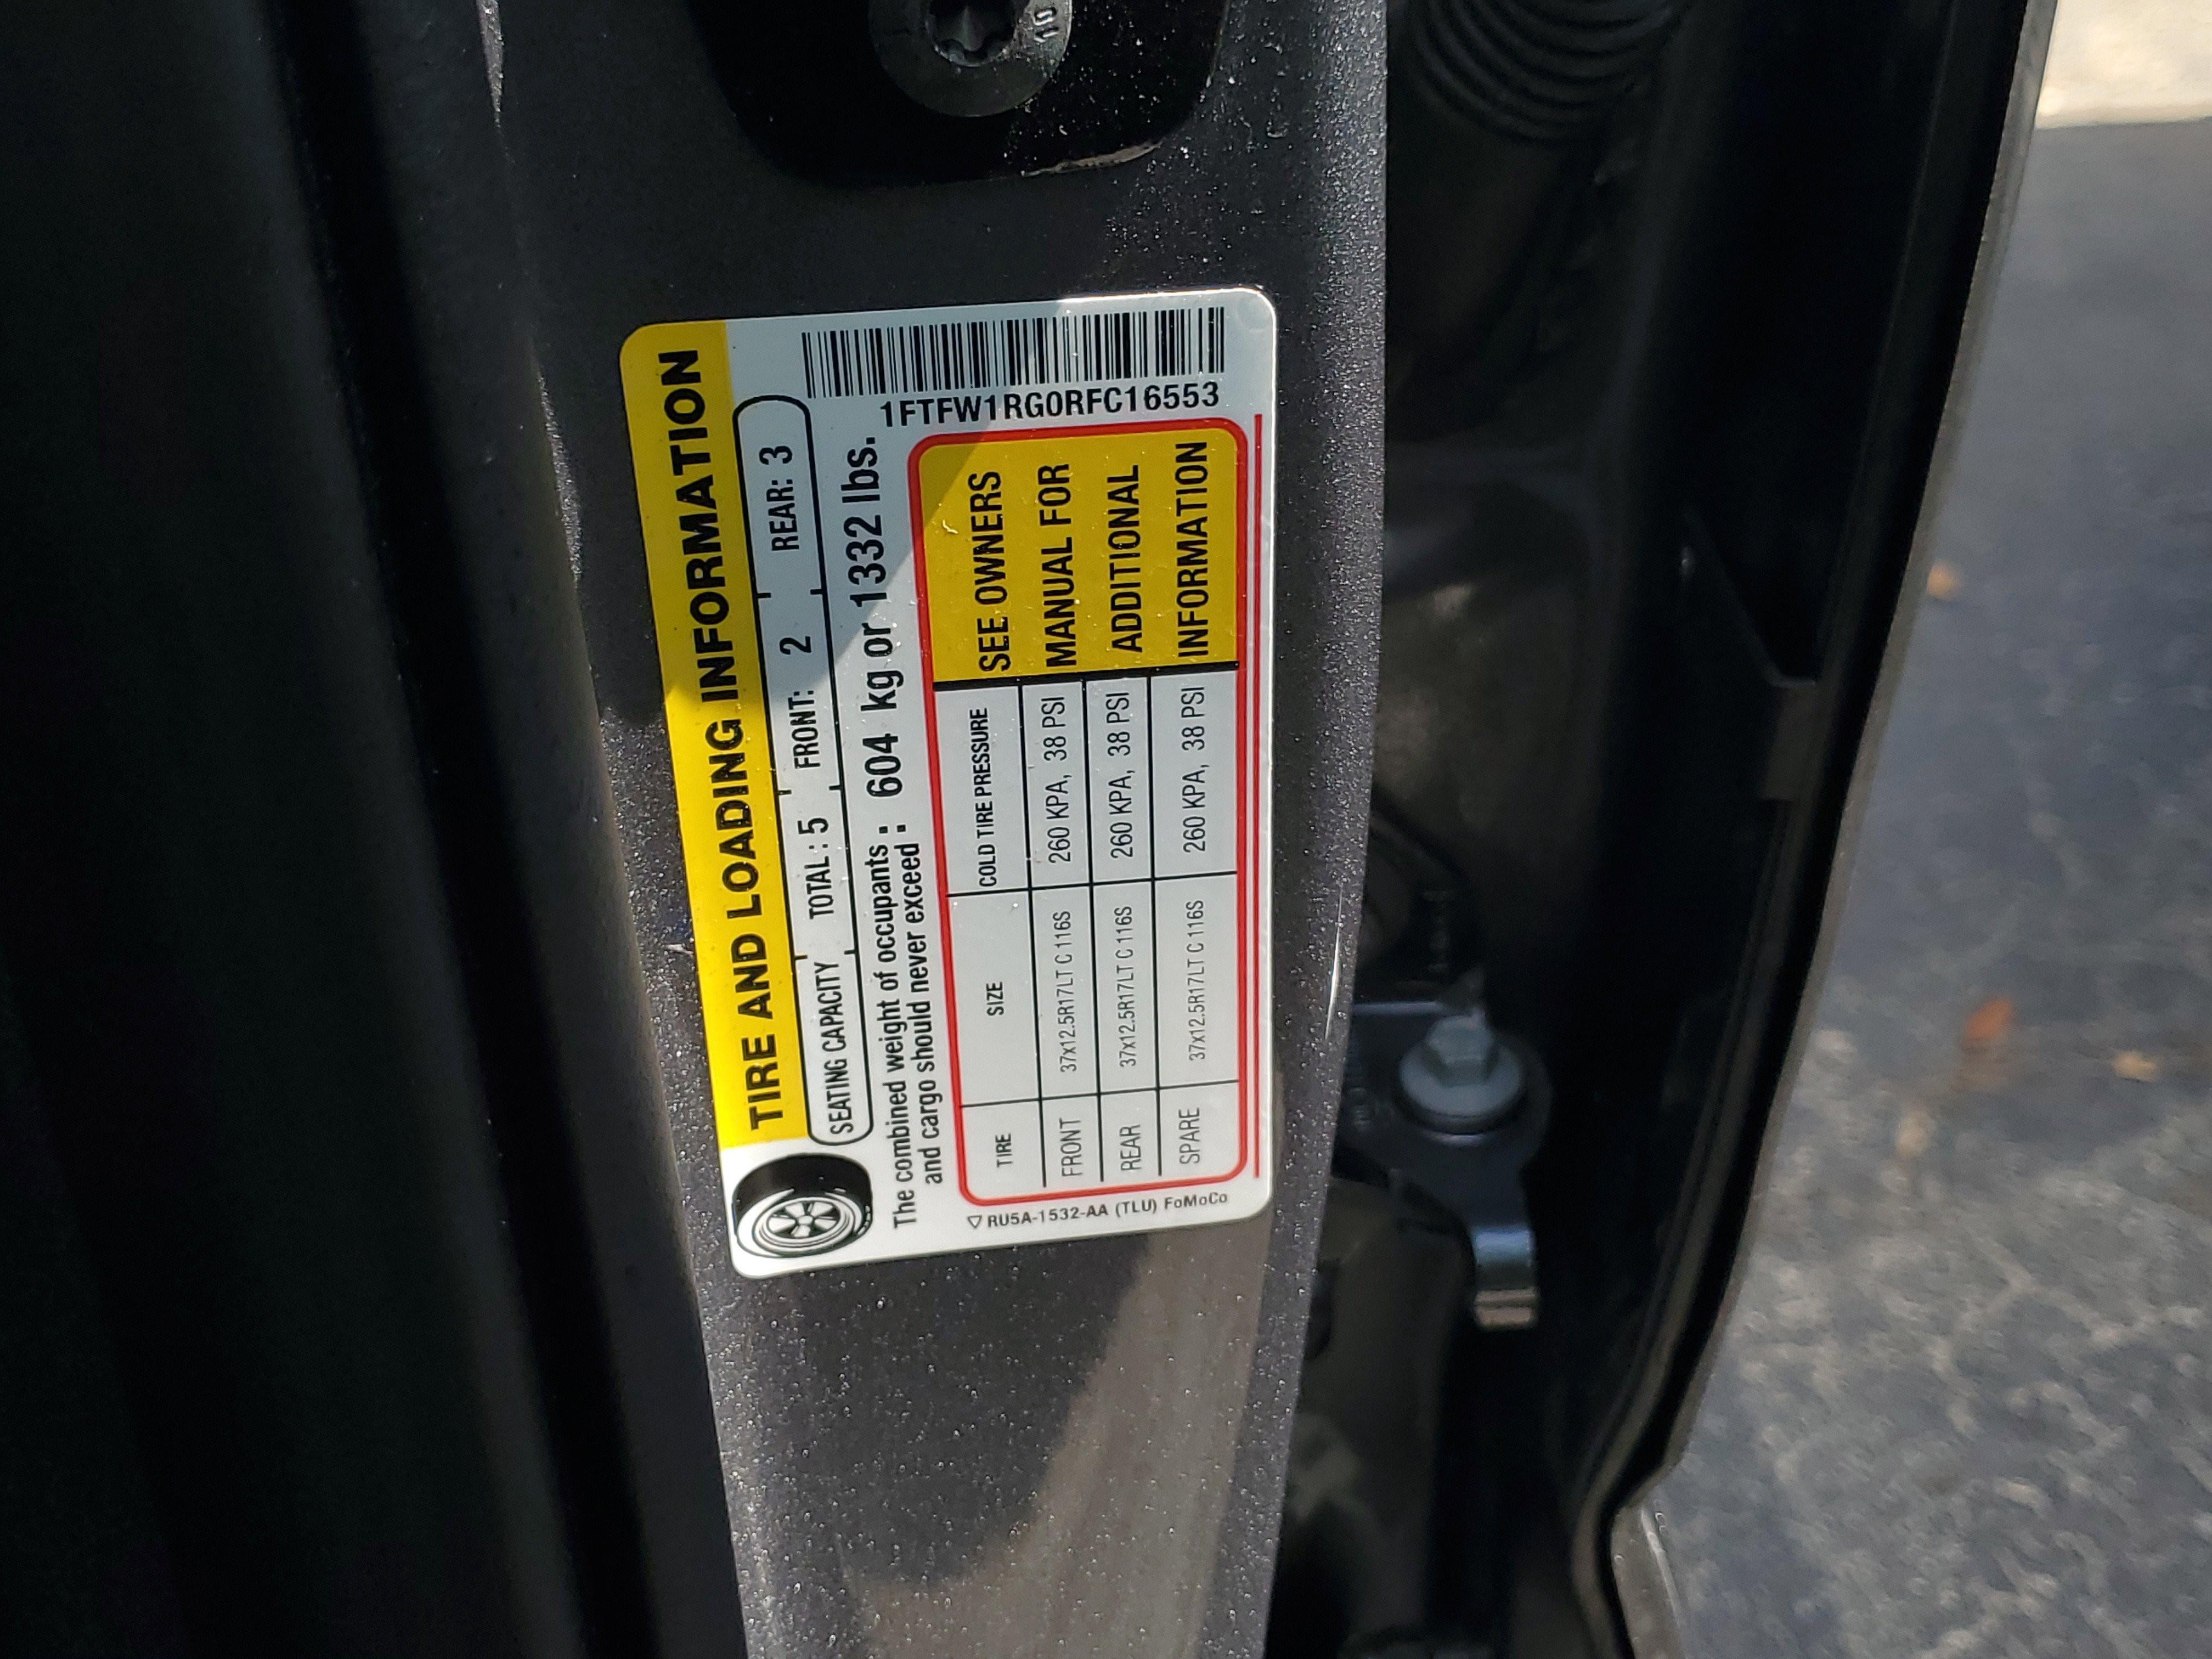 TIRE AND LOADING INFORMATION
SEATING CAPACITY TOTAL: 5 FRONT: 2 REAR: 3
The combined weight of occupants : 604 kg or 1332 lbs.
and cargo should never exceed :
1FTFW1RG0RFC16553
TIRE SIZE COLD TIRE PRESSURE
FRONT 37x12.5R17LT C 116S 260 KPA, 38 PSI
REAR 37x12.5R17LT C 116S 260 KPA, 38 PSI
SPARE 37x12.5R17LT C 116S 260 KPA, 38 PSI
SEE OWNERS
MANUAL FOR
ADDITIONAL
INFORMATION
RU5A-1532-AA (TLU) FoMoCo
10